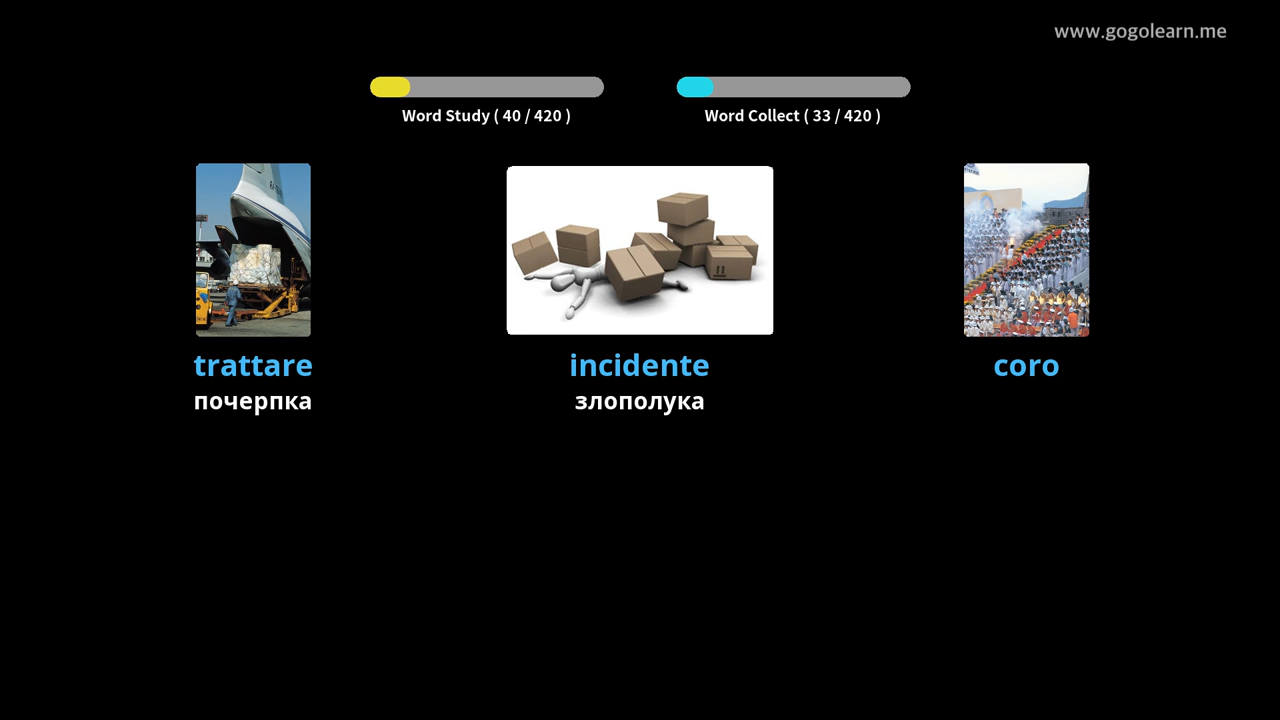 www.gogolearn.me
Word Study ( 40 / 420 )
Word Collect ( 33 / 420 )
trattare
почерпка
incidente
злополука
coro